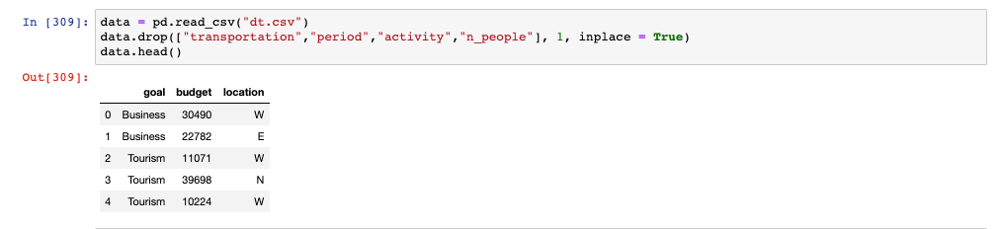 In [309]: data = pd.read_csv("dt.csv")
data.drop(["transportation","period","activity","n_people"], 1, inplace = True)
data.head()
Out[309]:
goal budget location
0 Business 30490 W
1 Business 22782 E
2 Tourism 11071 W
3 Tourism 39698 N
4 Tourism 10224 W